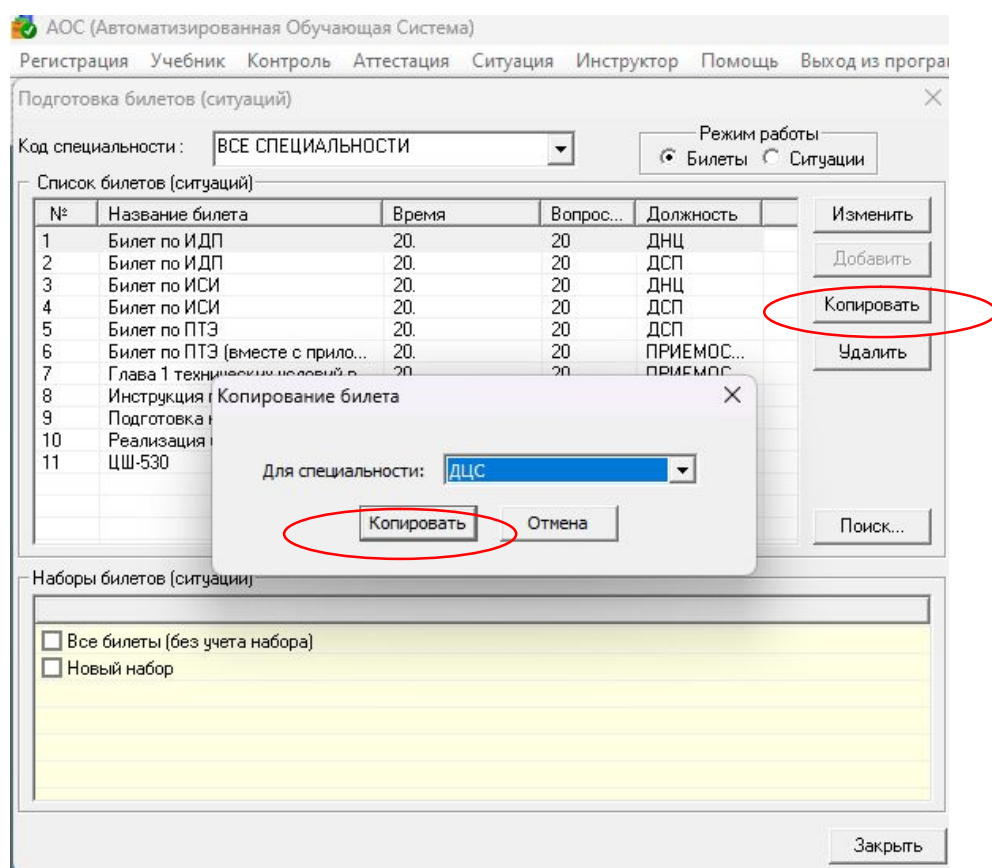 АОС (Автоматизированная Обучающая Система)
Регистрация Учебник Контроль Аттестация Ситуация Инструктор Помощь Выход из програ
Подготовка билетов (ситуаций)
Код специальности : ВСЕ СПЕЦИАЛЬНОСТИ
Режим работы
Билеты Ситуации
Список билетов (ситуаций)
№ Название билета Время Вопрос... Должность
1 Билет по ИДП 20. 20 ДНЦ
2 Билет по ИДП 20. 20 ДСП
3 Билет по ИСИ 20. 20 ДНЦ
4 Билет по ИСИ 20. 20 ДСП
5 Билет по ПТЭ 20. 20 ДСП
6 Билет по ПТЭ (вместе с прило... 20. 20 ПРИЕМОС...
7 Глава 1 технических условий р 20. 20 ПРИЕМОС
8 Инструкция
9 Подготовка
10 Реализация
11 ЦШ-530
Изменить
Добавить
Копировать
Удалить
Поиск...
Копирование билета
Для специальности: ДЦС
Копировать Отмена
Наборы билетов (ситуаций)
Все билеты (без учета набора)
Новый набор
Закрыть